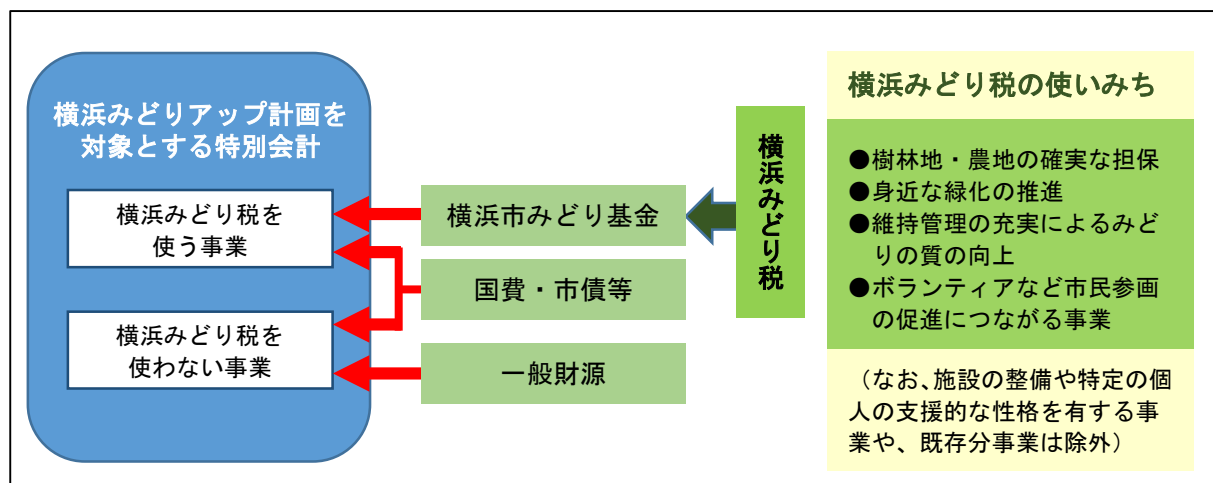 横浜みどりアップ計画を
対象とする特別会計
横浜みどり税を
使う事業
横浜みどり税を
使わない事業
横浜市みどり基金
国費・市債等
一般財源
横浜みどり税
横浜みどり税の使いみち
●樹林地・農地の確実な担保
●身近な緑化の推進
●維持管理の充実によるみど
りの質の向上
●ボランティアなど市民参画
の促進につながる事業
（なお、施設の整備や特定の個
人の支援的な性格を有する事
業や、既存分事業は除外）